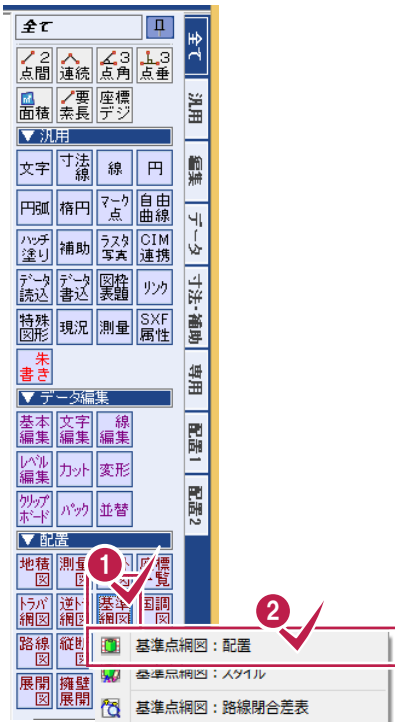 全て
2点間 連続 3点角 3点垂
面積 要素長 座標デジ
▼ 汎用
文字 寸法線 線 円
円弧 楕円 マーク点 自由曲線
ハッチ塗り 補助 ラスタ写真 CIM連携
データ読込 データ書込 図枠表題 リンク
特殊図形 現況 測量 SXF属性
朱書き
▼ データ編集
基本編集 文字編集 線編集
レベル編集 カット 変形
クリップボード パック 並替
▼ 配置
地積図
トラバ網図 国調図
路線図
展開図 擁壁展開
全て
汎用
編集
データ
寸法・補助
専用
配置1
配置2
1
2
基準点網図：配置
基準点網図：スタイル
基準点網図：路線閉合差表